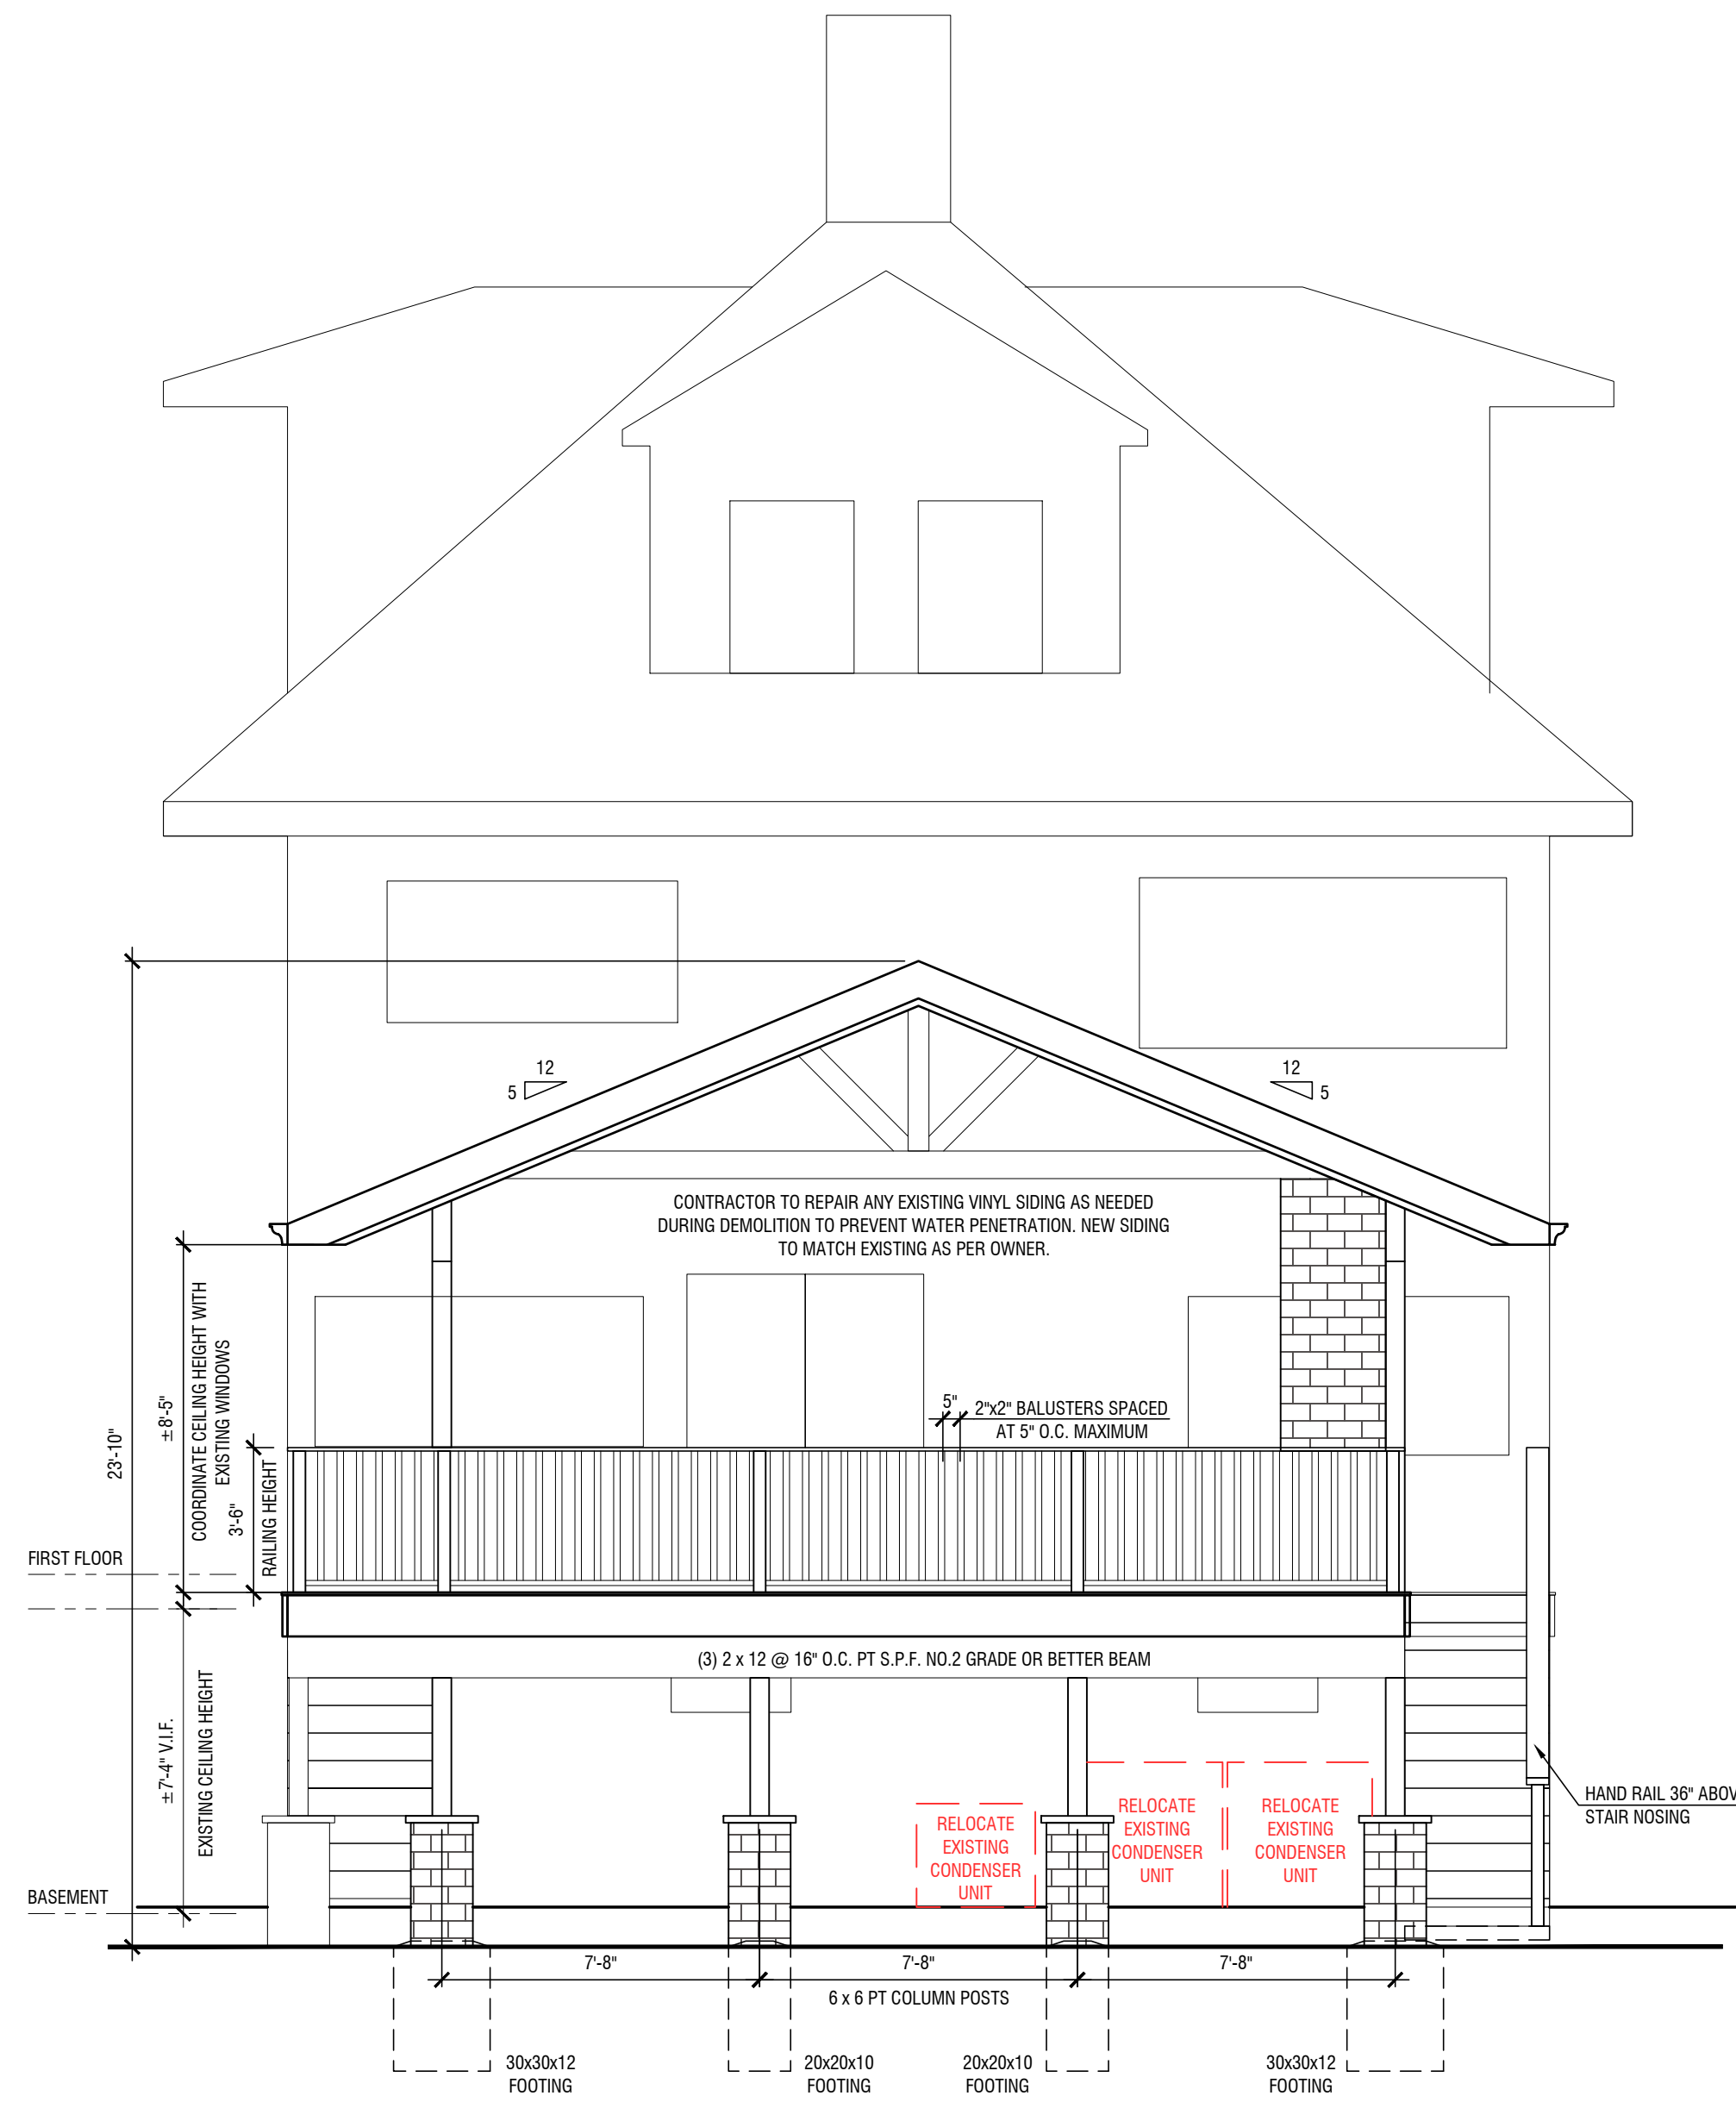 12
5
12
5
CONTRACTOR TO REPAIR ANY EXISTING VINYL SIDING AS NEEDED
DURING DEMOLITION TO PREVENT WATER PENETRATION. NEW SIDING
TO MATCH EXISTING AS PER OWNER.
23'-10"
±8'-5"
COORDINATE CEILING HEIGHT WITH
EXISTING WINDOWS
3'-6"
RAILING HEIGHT
5"
2"x2" BALUSTERS SPACED
AT 5" O.C. MAXIMUM
FIRST FLOOR
(3) 2 x 12 @ 16" O.C. PT S.P.F. NO.2 GRADE OR BETTER BEAM
±7'-4" V.I.F.
EXISTING CEILING HEIGHT
RELOCATE
EXISTING
CONDENSER
UNIT
RELOCATE
EXISTING
CONDENSER
UNIT
RELOCATE
EXISTING
CONDENSER
UNIT
HAND RAIL 36" ABOV
STAIR NOSING
BASEMENT
7'-8"
7'-8"
7'-8"
6 x 6 PT COLUMN POSTS
30x30x12
FOOTING
20x20x10
FOOTING
20x20x10
FOOTING
30x30x12
FOOTING